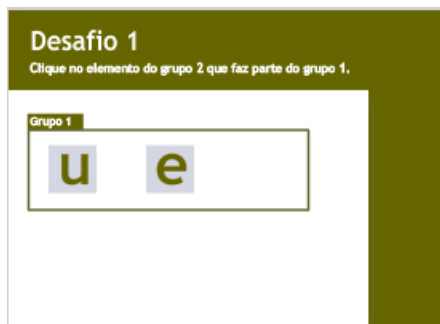 Desafio 1
Clique no elemento do grupo 2 que faz parte do grupo 1.
Grupo 1
u e